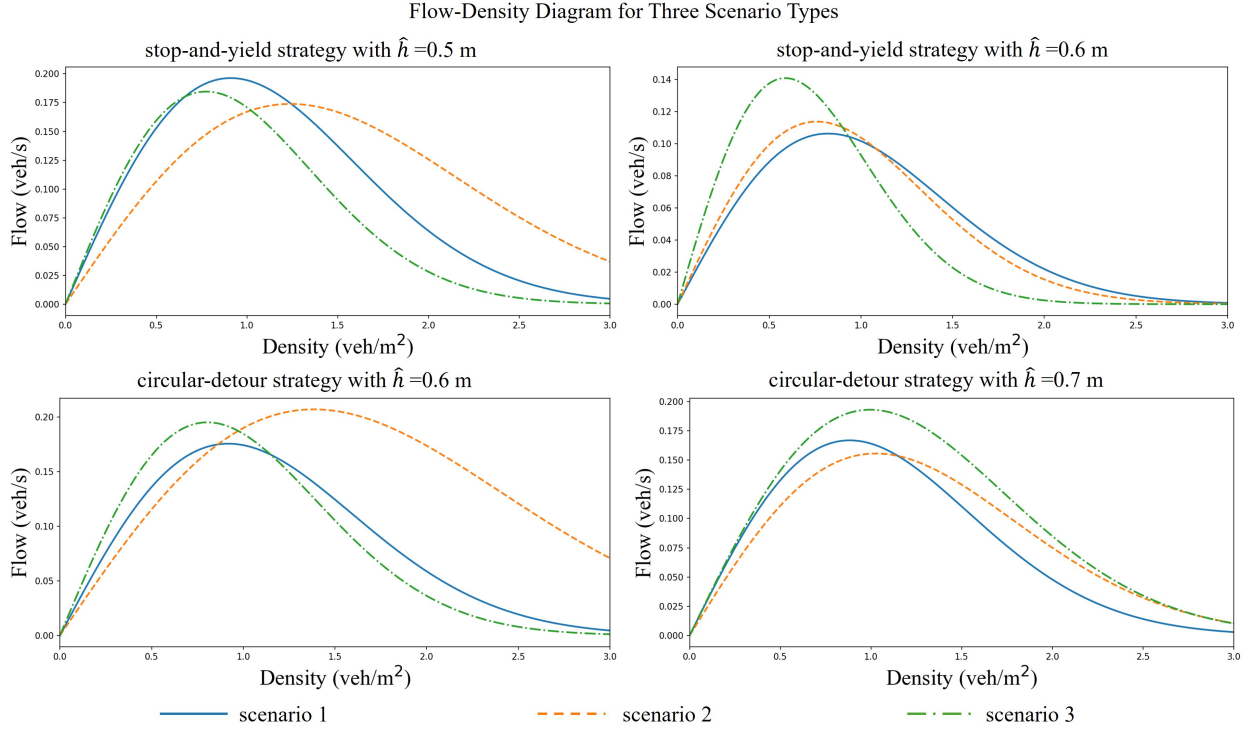 Flow-Density Diagram for Three Scenario Types
stop-and-yield strategy with ĥ =0.5 m
0.200
0.175
0.150
0.125
0.100
0.075
0.050
0.025
0.000
Flow (veh/s)
0.0 0.5 1.0 1.5 2.0 2.5 3.0
Density (veh/m²)
stop-and-yield strategy with ĥ =0.6 m
0.14
0.12
0.10
0.08
0.06
0.04
0.02
0.00
Flow (veh/s)
0.0 0.5 1.0 1.5 2.0 2.5 3.0
Density (veh/m²)
circular-detour strategy with ĥ =0.6 m
0.20
0.15
0.10
0.05
0.00
Flow (veh/s)
0.0 0.5 1.0 1.5 2.0 2.5 3.0
Density (veh/m²)
circular-detour strategy with ĥ =0.7 m
0.200
0.175
0.150
0.125
0.100
0.075
0.050
0.025
0.000
Flow (veh/s)
0.0 0.5 1.0 1.5 2.0 2.5 3.0
Density (veh/m²)
scenario 1 scenario 2 scenario 3